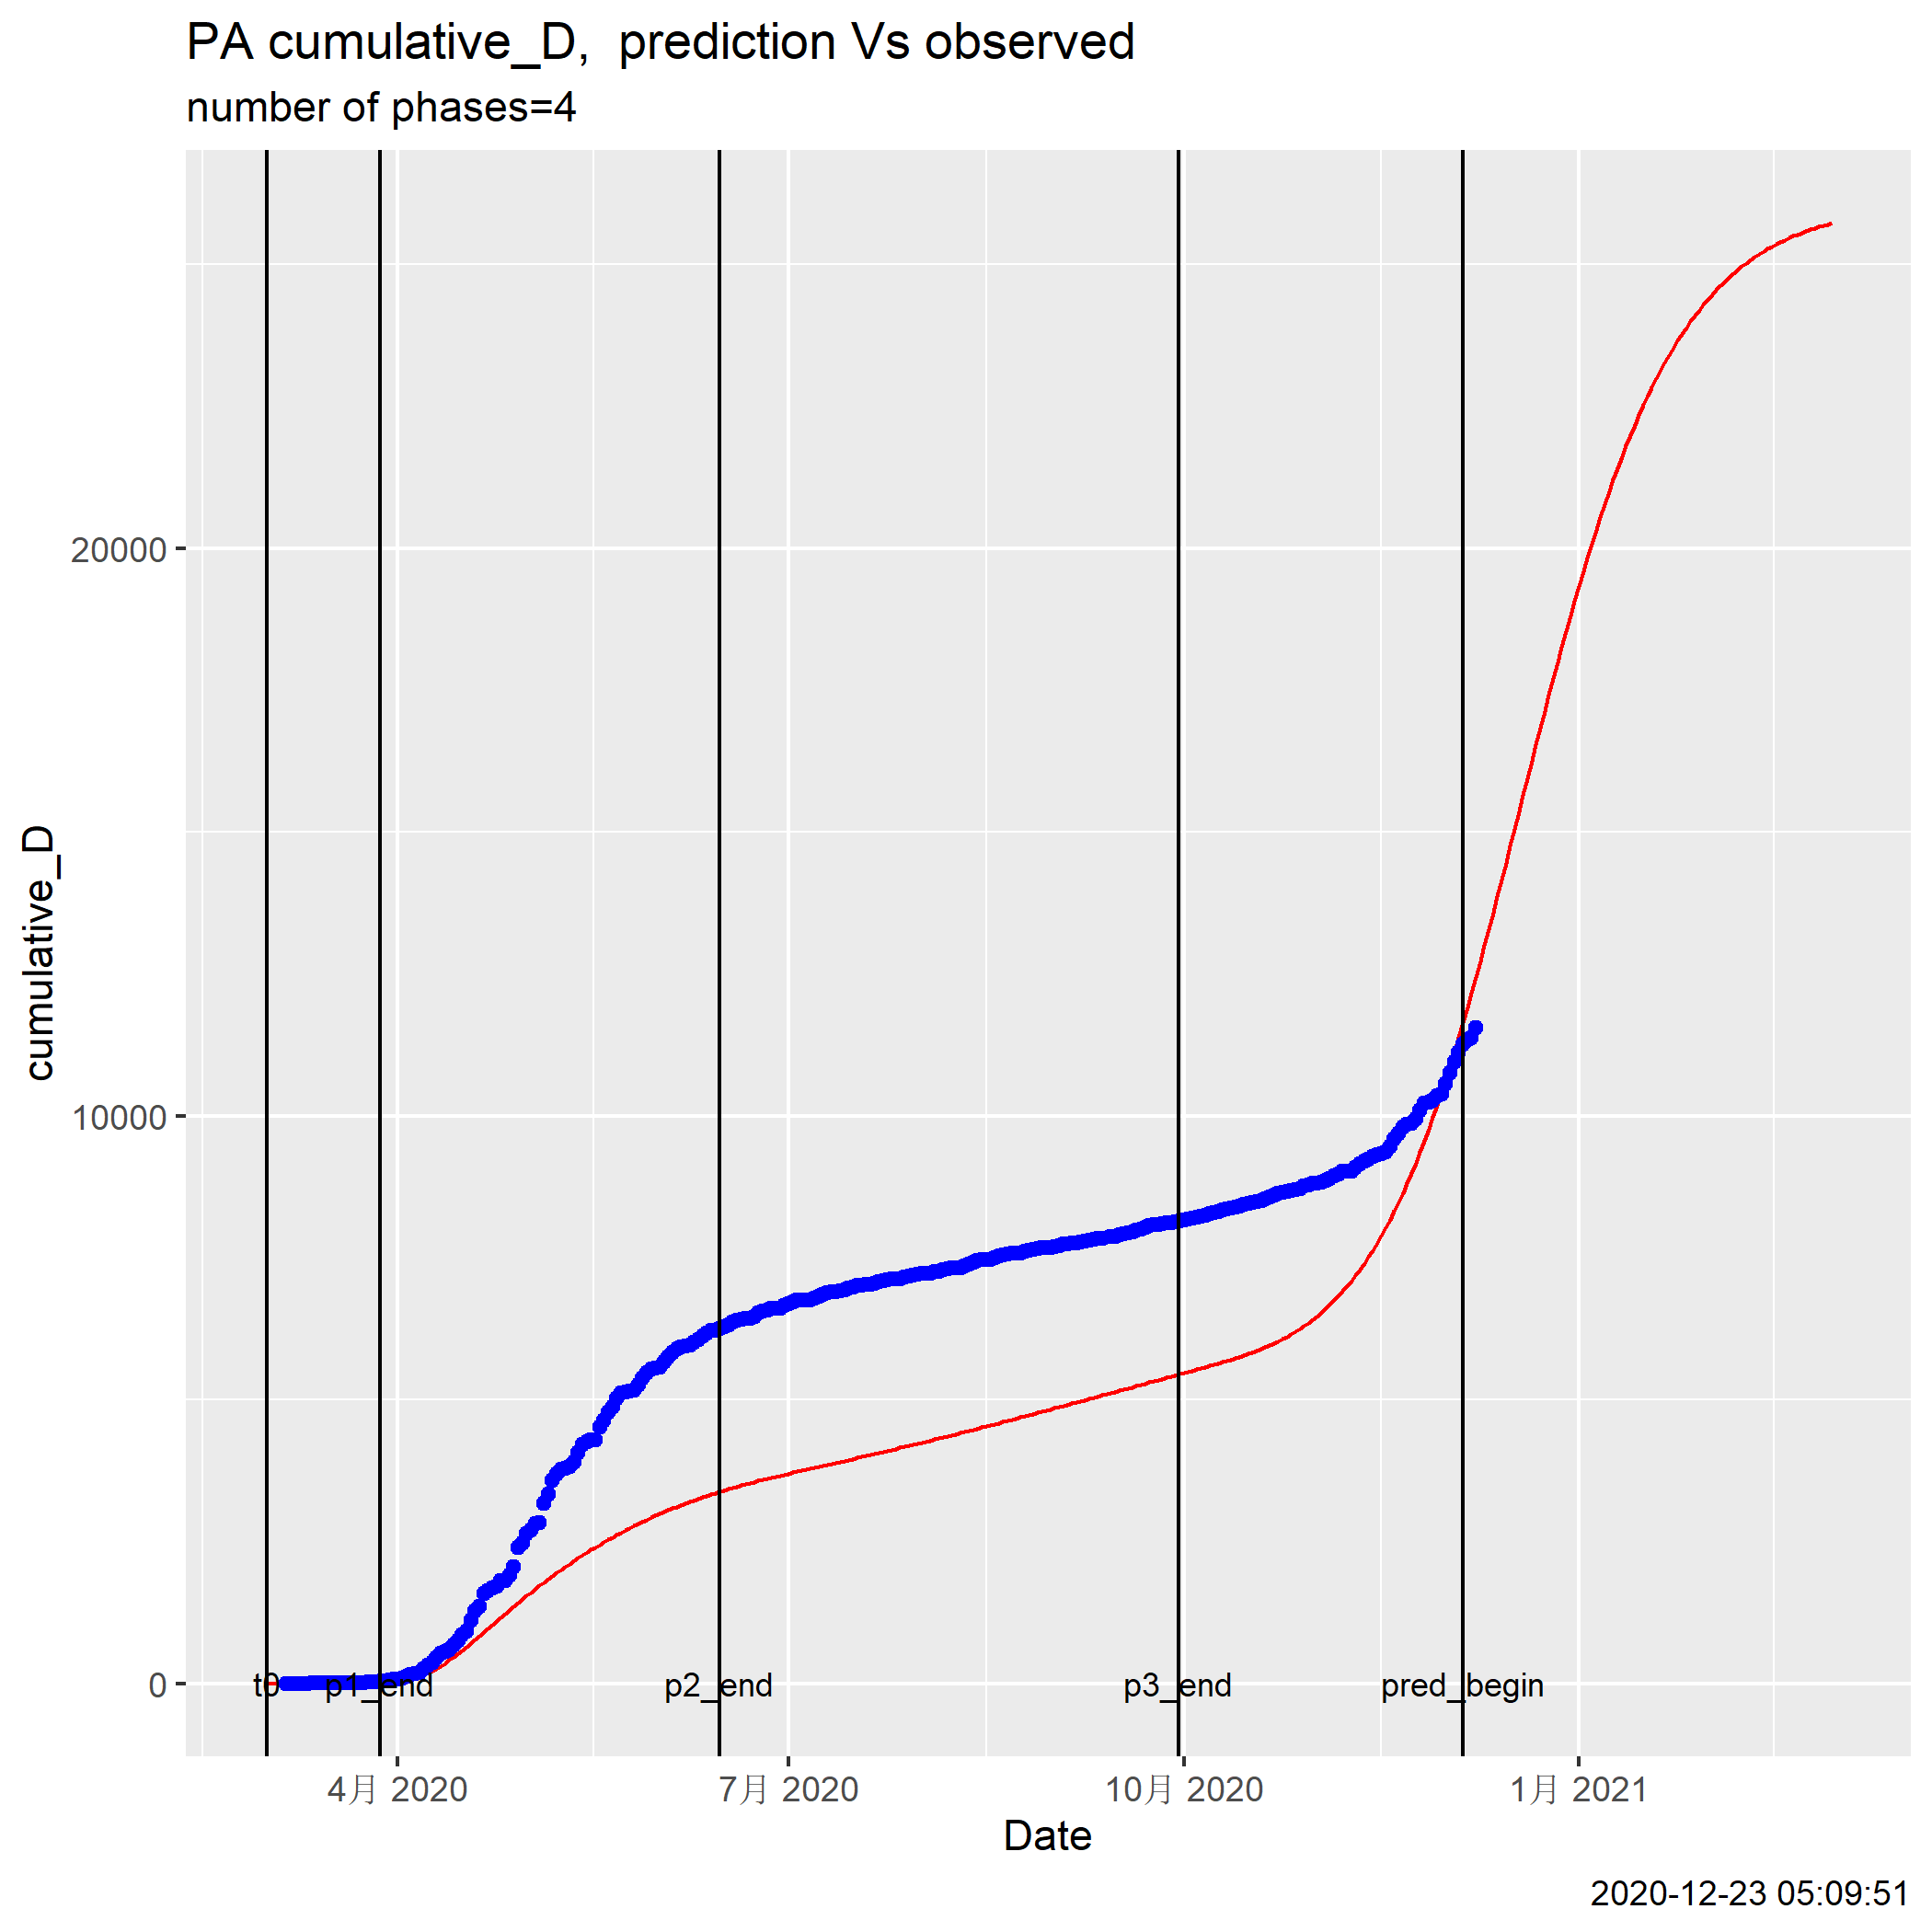 PA cumulative_D,  prediction Vs observed
number of phases=4
cumulative_D
20000
10000
0
t0
p1_end
p2_end
p3_end
pred_begin
4月 2020
7月 2020
10月 2020
1月 2021
Date
2020-12-23 05:09:51